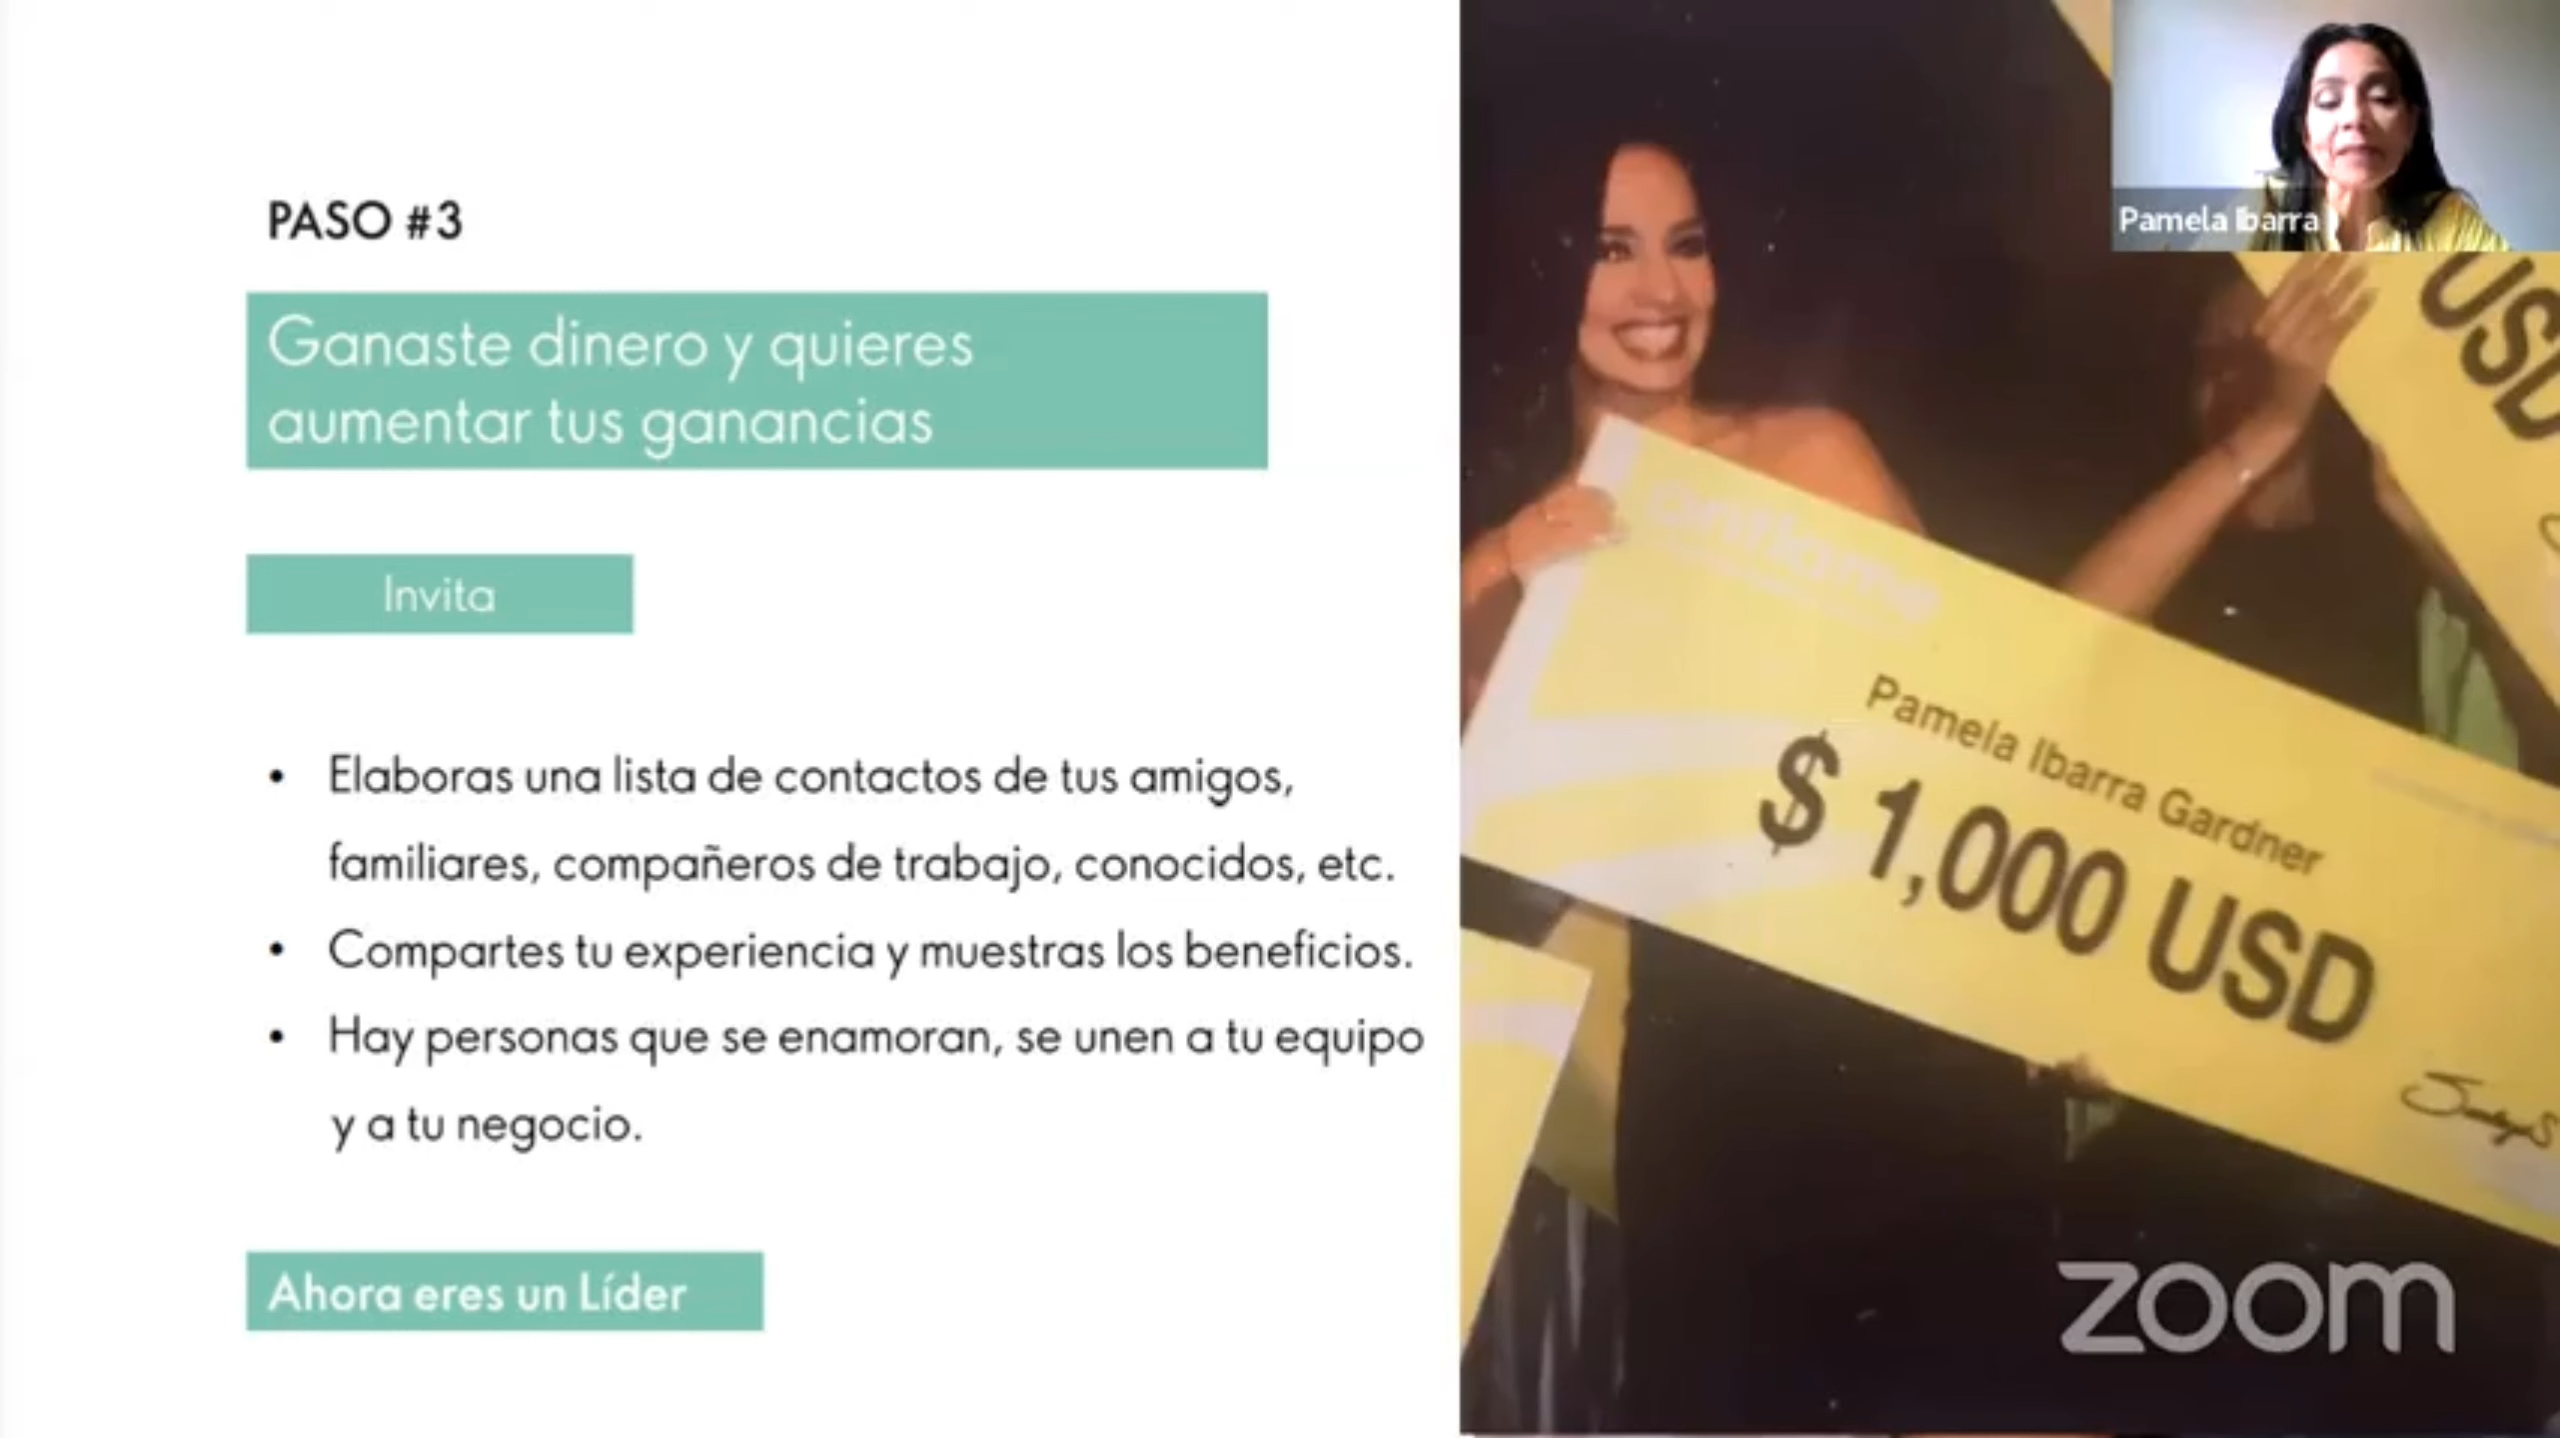 PASO #3
Ganaste dinero y quieres
aumentar tus ganancias
Invita
• Elaboras una lista de contactos de tus amigos,
familiares, compañeros de trabajo, conocidos, etc.
• Compartes tu experiencia y muestras los beneficios.
• Hay personas que se enamoran, se unen a tu equipo
y a tu negocio.
Ahora eres un Líder
Pamela Ibarra
USD
oriflame
Pamela Ibarra Gardner
$ 1,000 USD
zoom